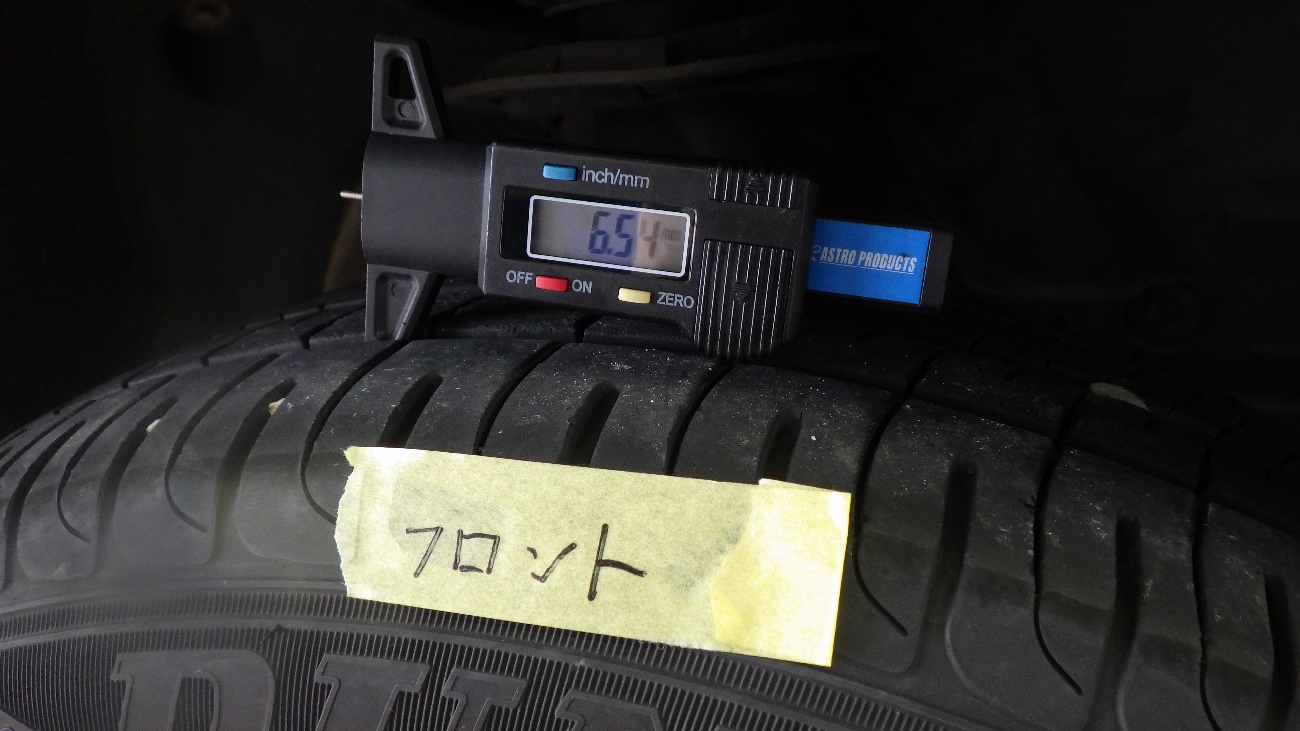 inch/mm
6.54 mm
OFF ON ZERO
ASTRO PRODUCTS
フロント